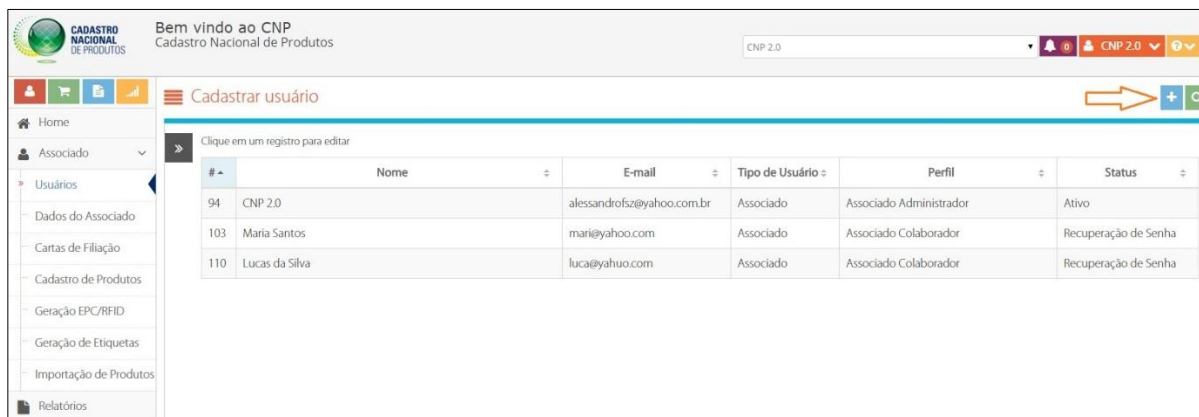 CADASTRO
NACIONAL
DE PRODUTOS
Bem vindo ao CNP
Cadastro Nacional de Produtos
CNP 2.0
0
CNP 2.0
Cadastrar usuário
Home
Associado
Usuários
Dados do Associado
Cartas de Filiação
Cadastro de Produtos
Geração EPC/RFID
Geração de Etiquetas
Importação de Produtos
Relatórios
Clique em um registro para editar
# Nome E-mail Tipo de Usuário Perfil Status
94 CNP 2.0 alessandrofsz@yahoo.com.br Associado Associado Administrador Ativo
103 Maria Santos mari@yahoo.com Associado Associado Colaborador Recuperação de Senha
110 Lucas da Silva luca@yahuo.com Associado Associado Colaborador Recuperação de Senha